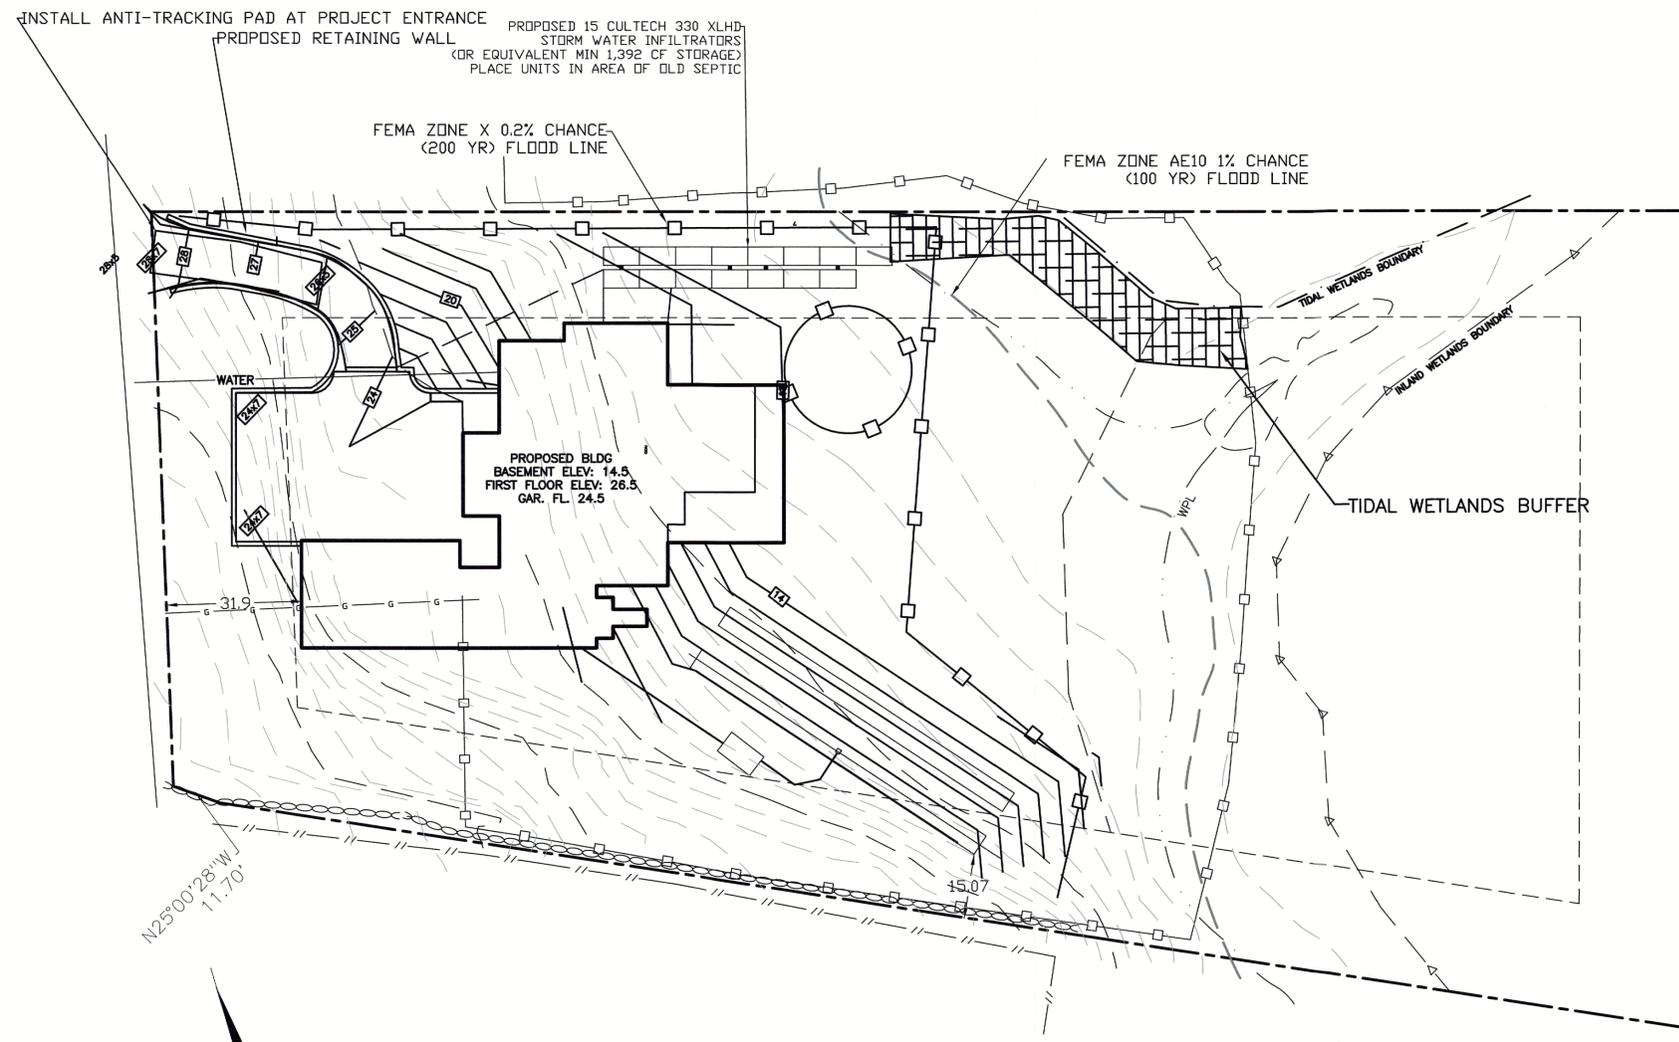 INSTALL ANTI-TRACKING PAD AT PROJECT ENTRANCE
PROPOSED RETAINING WALL
PROPOSED 15 CULTECH 330 XLHD
STORM WATER INFILTRATORS
(OR EQUIVALENT MIN 1,392 CF STORAGE)
PLACE UNITS IN AREA OF OLD SEPTIC
FEMA ZONE X 0.2% CHANCE
(200 YR) FLOOD LINE
FEMA ZONE AE10 1% CHANCE
(100 YR) FLOOD LINE
28x7
28
27
20
25
24
WATER
24x7
24x7
TIDAL WETLANDS BOUNDARY
INLAND WETLANDS BOUNDARY
PROPOSED BLDG
BASEMENT ELEV: 14.5
FIRST FLOOR ELEV: 26.5
GAR. FL. 24.5
WPL
TIDAL WETLANDS BUFFER
14
31.9
G G G G G G
15.07
N25°00'28"W
11.70'